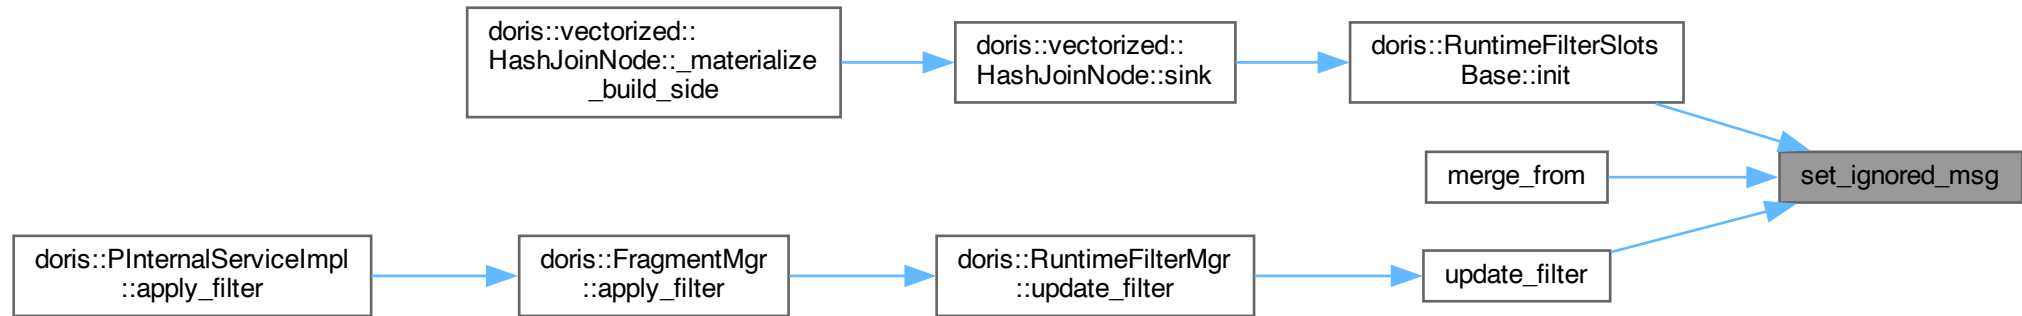 doris::vectorized::
HashJoinNode::_materialize
_build_side
doris::vectorized::
HashJoinNode::sink
doris::RuntimeFilterSlots
Base::init
merge_from
set_ignored_msg
doris::PInternalServiceImpl
::apply_filter
doris::FragmentMgr
::apply_filter
doris::RuntimeFilterMgr
::update_filter
update_filter